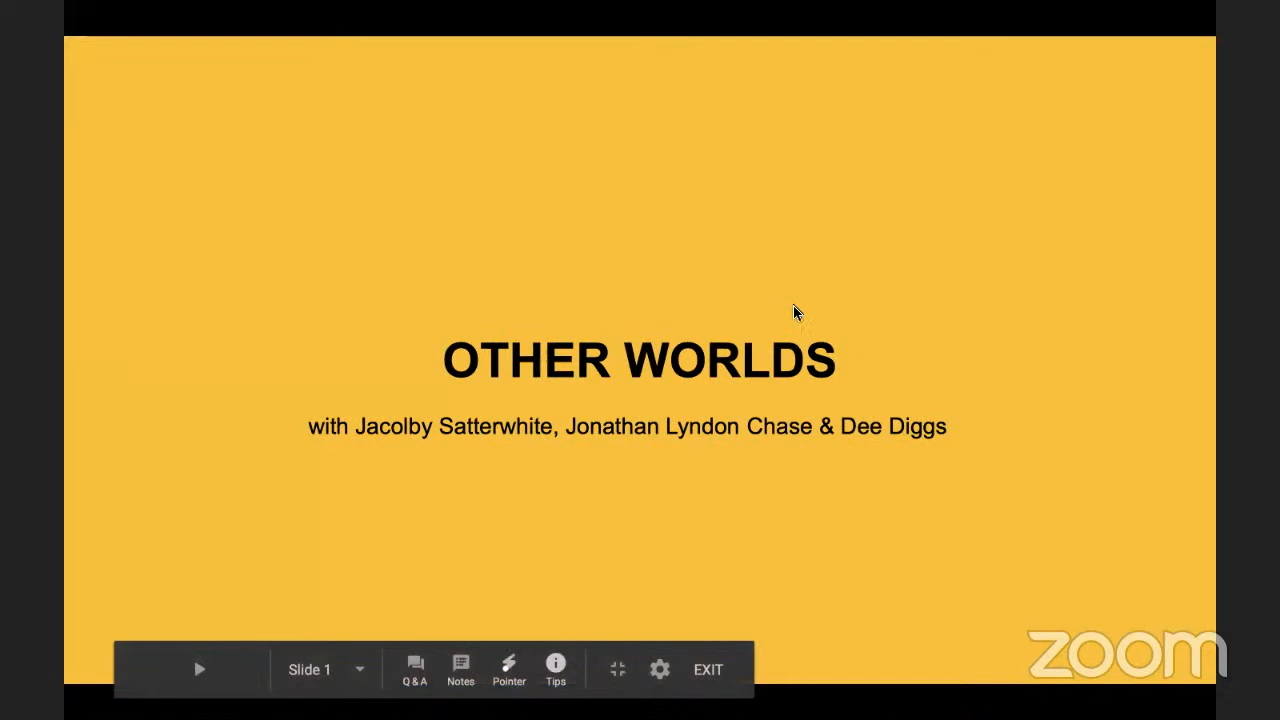 OTHER WORLDS
with Jacolby Satterwhite, Jonathan Lyndon Chase & Dee Diggs
Slide 1
Q & A
Notes
Pointer
Tips
EXIT
zoom